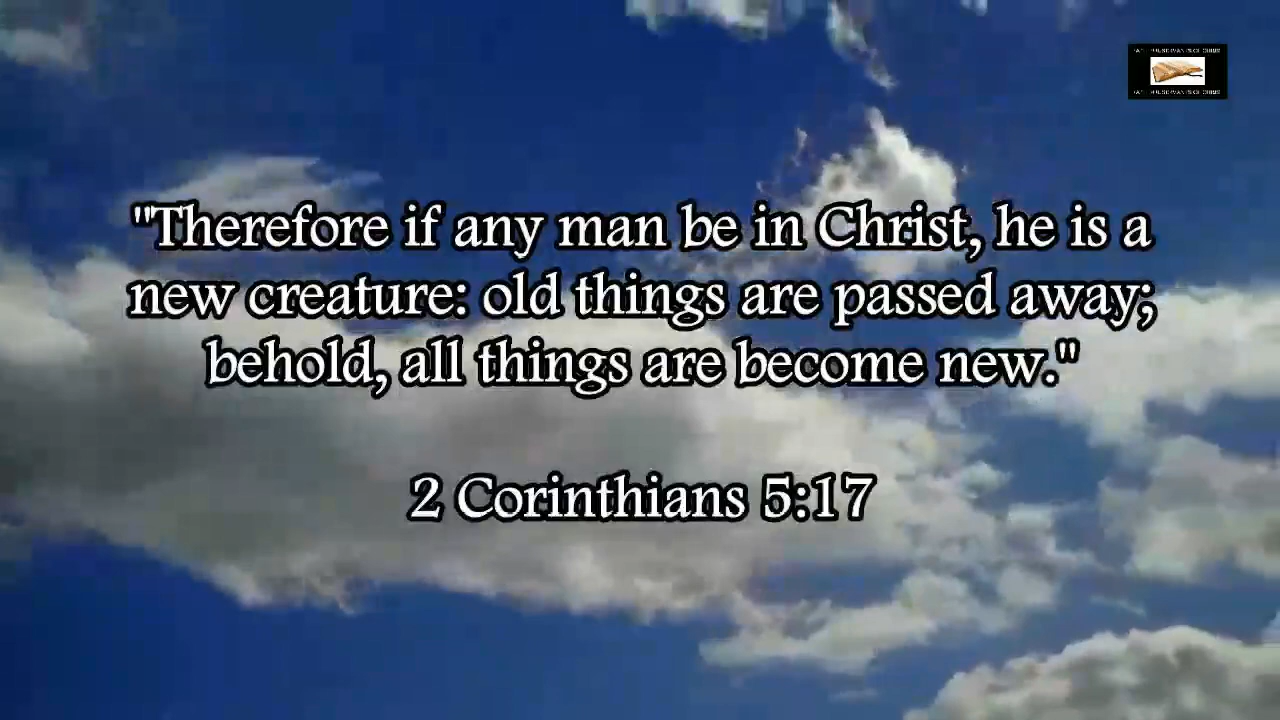 "Therefore if any man be in Christ, he is a
new creature: old things are passed away;
behold, all things are become new."
2 Corinthians 5:17